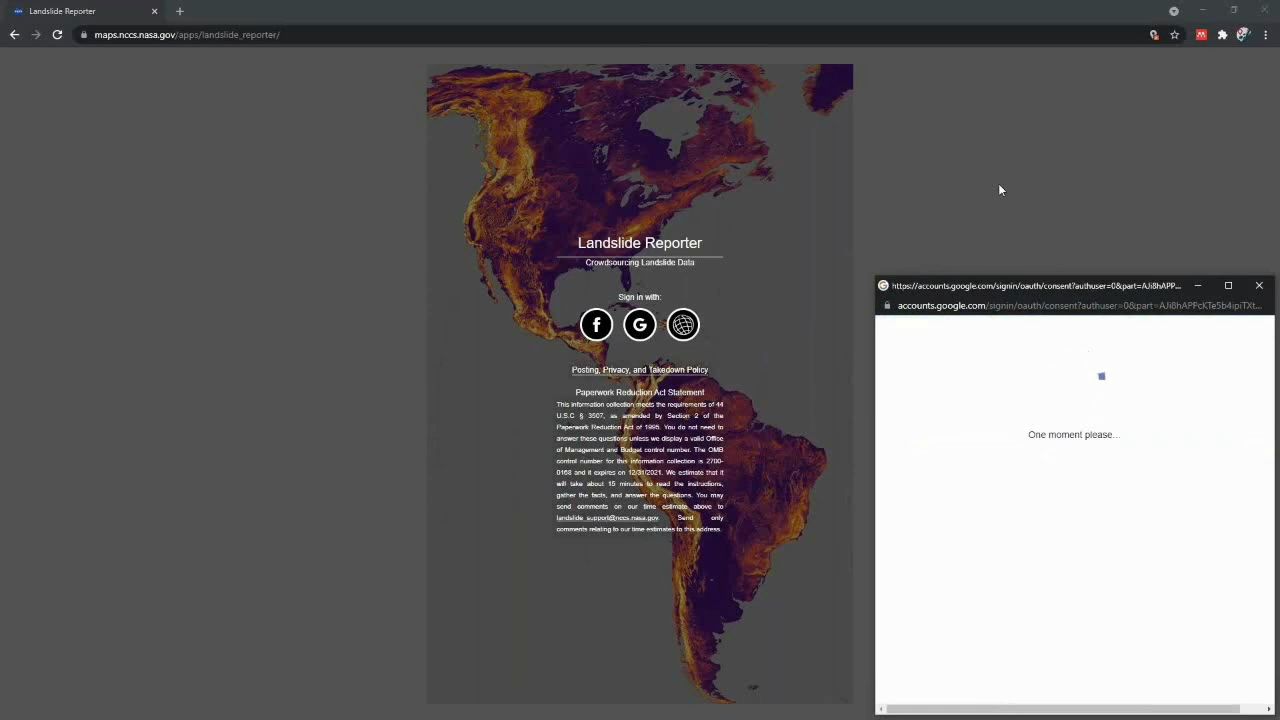 Landslide Reporter
maps.nccs.nasa.gov/apps/landslide_reporter/
Landslide Reporter
Crowdsourcing Landslide Data
Sign in with:
f G
Posting, Privacy, and Takedown Policy
Paperwork Reduction Act Statement
This information collection meets the requirements of 44
U.S.C § 3507, as amended by Section 2 of the
Paperwork Reduction Act of 1995. You do not need to
answer these questions unless we display a valid Office
of Management and Budget control number. The OMB
control number for this information collection is 2700-
0168 and it expires on 12/31/2021. We estimate that it
will take about 15 minutes to read the instructions,
gather the facts, and answer the questions. You may
send comments on our time estimate above to
landslide_support@nccs.nasa.gov. Send only
comments relating to our time estimates to this address.
https://accounts.google.com/signin/oauth/consent?authuser=0&part=AJi8hAPP...
accounts.google.com/signin/oauth/consent?authuser=0&part=AJi8hAPPcKTe5b4ipiTXt...
One moment please...